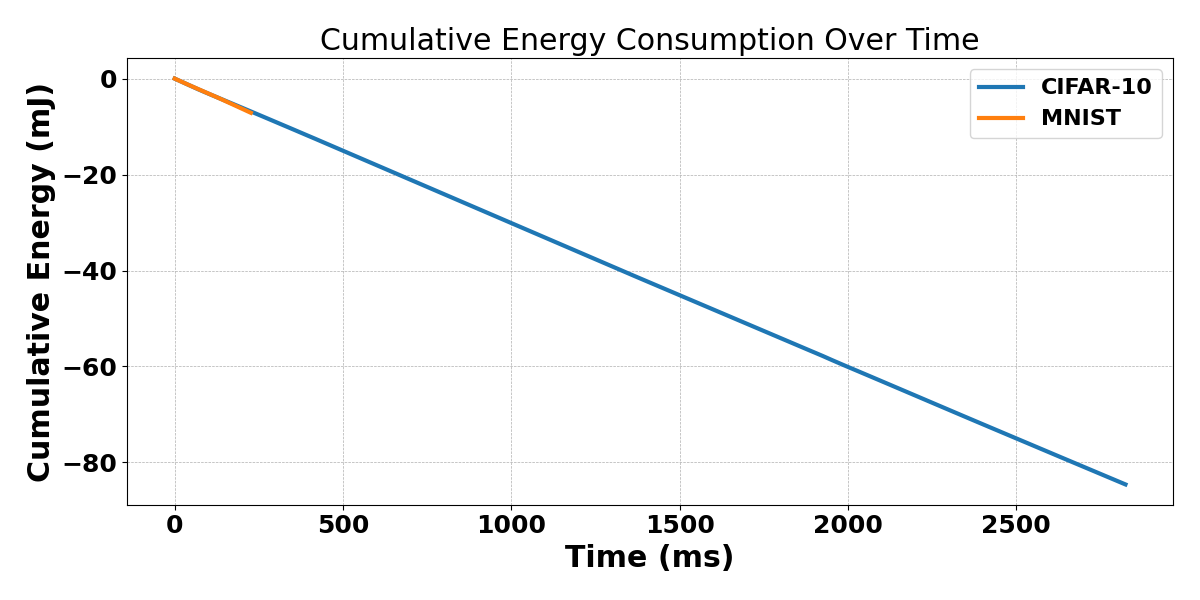 Cumulative Energy Consumption Over Time
CIFAR-10
MNIST
Cumulative Energy (mJ)
0
−20
−40
−60
−80
0 500 1000 1500 2000 2500
Time (ms)